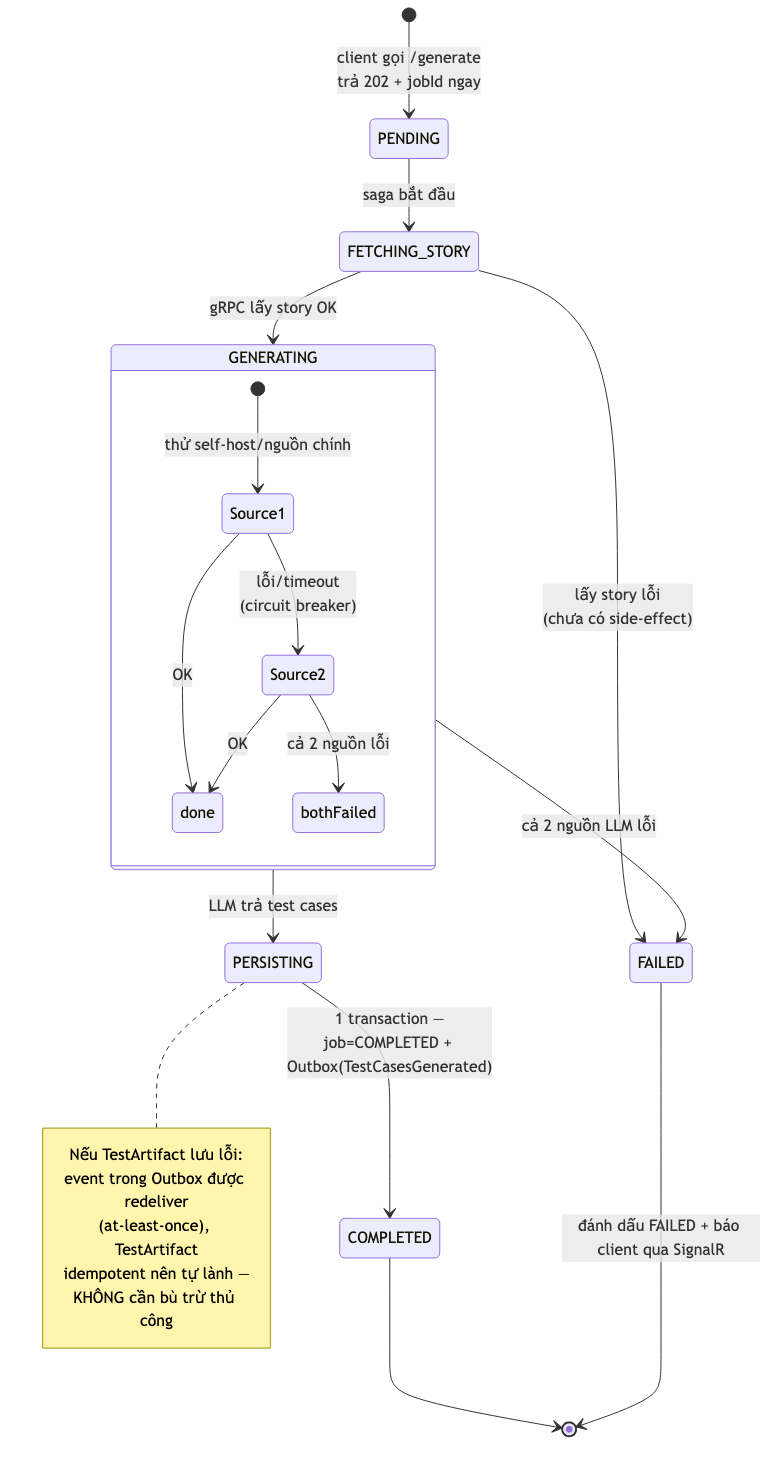 client gọi /generate
trả 202 + jobId ngay
PENDING
saga bắt đầu
FETCHING_STORY
gRPC lấy story OK
GENERATING
thử self-host/nguồn chính
Source1
lỗi/timeout
(circuit breaker)
lấy story lỗi
(chưa có side-effect)
OK
Source2
OK
cả 2 nguồn lỗi
done
bothFailed
cả 2 nguồn LLM lỗi
LLM trả test cases
PERSISTING
FAILED
1 transaction —
job=COMPLETED +
Outbox(TestCasesGenerated)
Nếu TestArtifact lưu lỗi:
event trong Outbox được
redeliver
(at-least-once),
TestArtifact
idempotent nên tự lành —
KHÔNG cần bù trừ thủ
công
COMPLETED
đánh dấu FAILED + báo
client qua SignalR